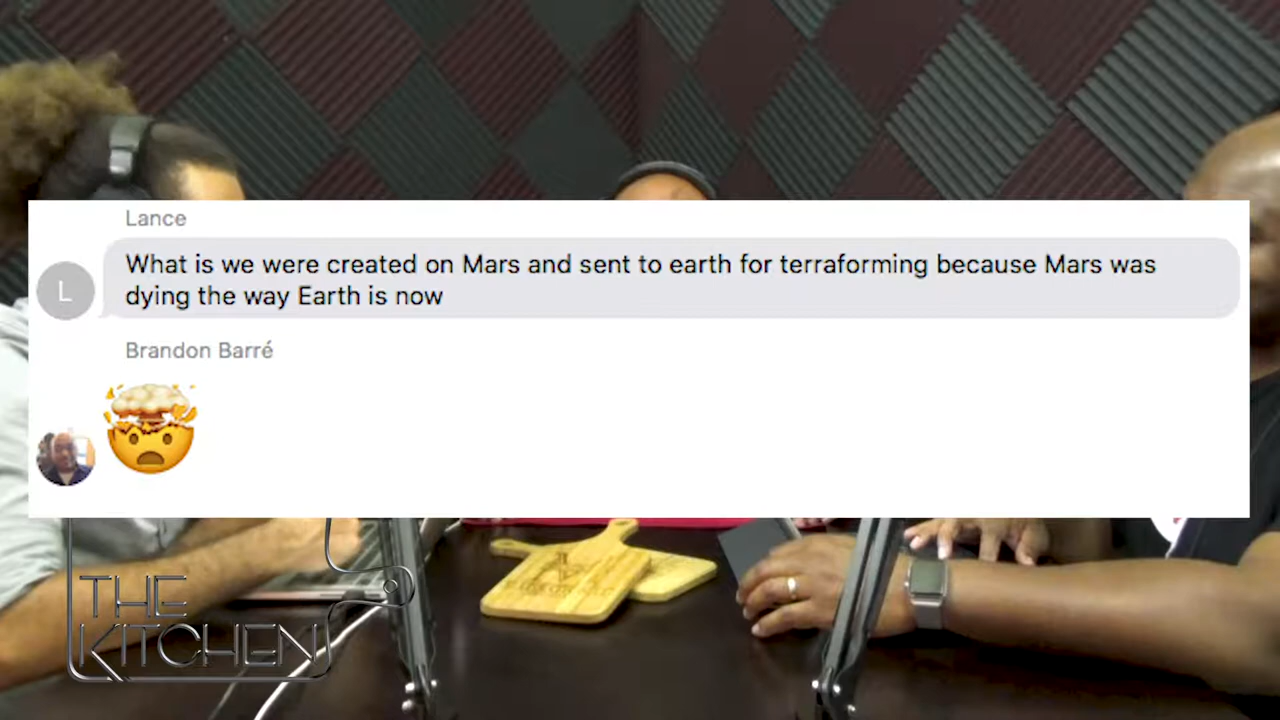 Lance
What is we were created on Mars and sent to earth for terraforming because Mars was
dying the way Earth is now
L
Brandon Barré
THE
KITCHEN